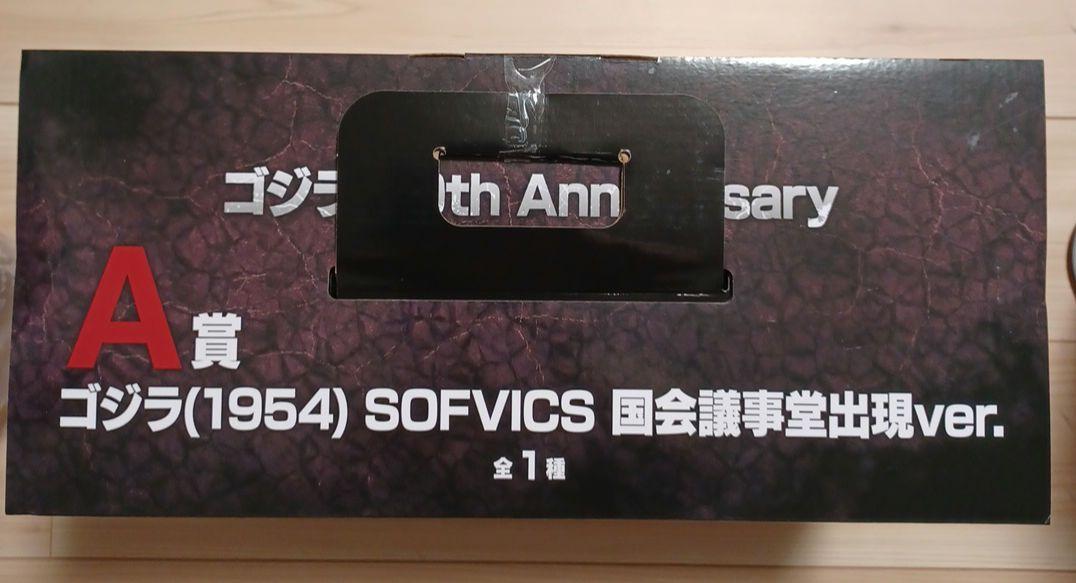 ゴジラ th Ann sary
A賞
ゴジラ(1954) SOFVICS 国会議事堂出現ver.
全1種